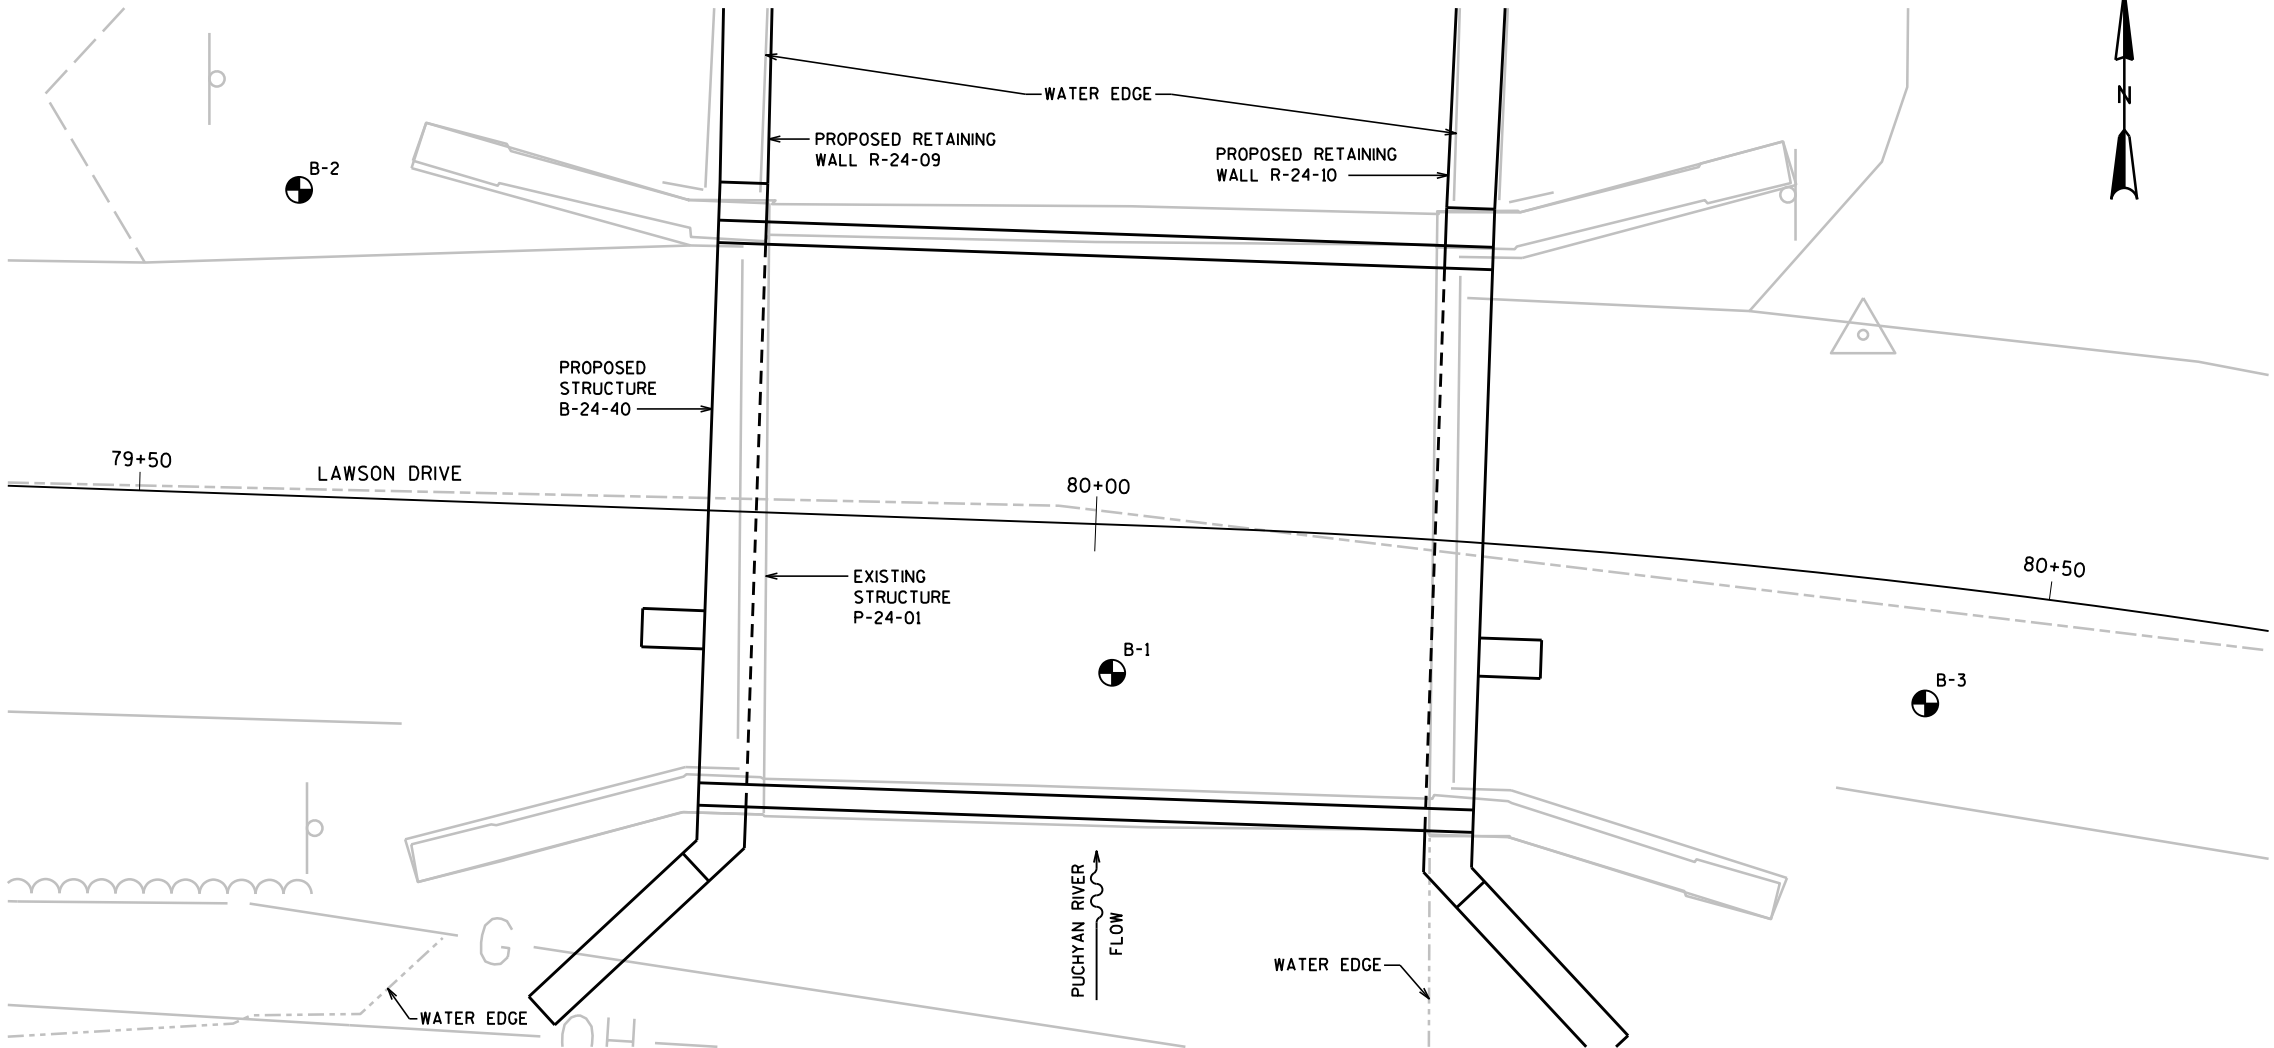 WATER EDGE
N
PROPOSED RETAINING
WALL R-24-09
PROPOSED RETAINING
WALL R-24-10
B-2
PROPOSED
STRUCTURE
B-24-40
79+50
LAWSON DRIVE
80+00
80+50
EXISTING
STRUCTURE
P-24-01
B-1
B-3
PUCHYAN RIVER
FLOW
G
WATER EDGE
WATER EDGE
OH